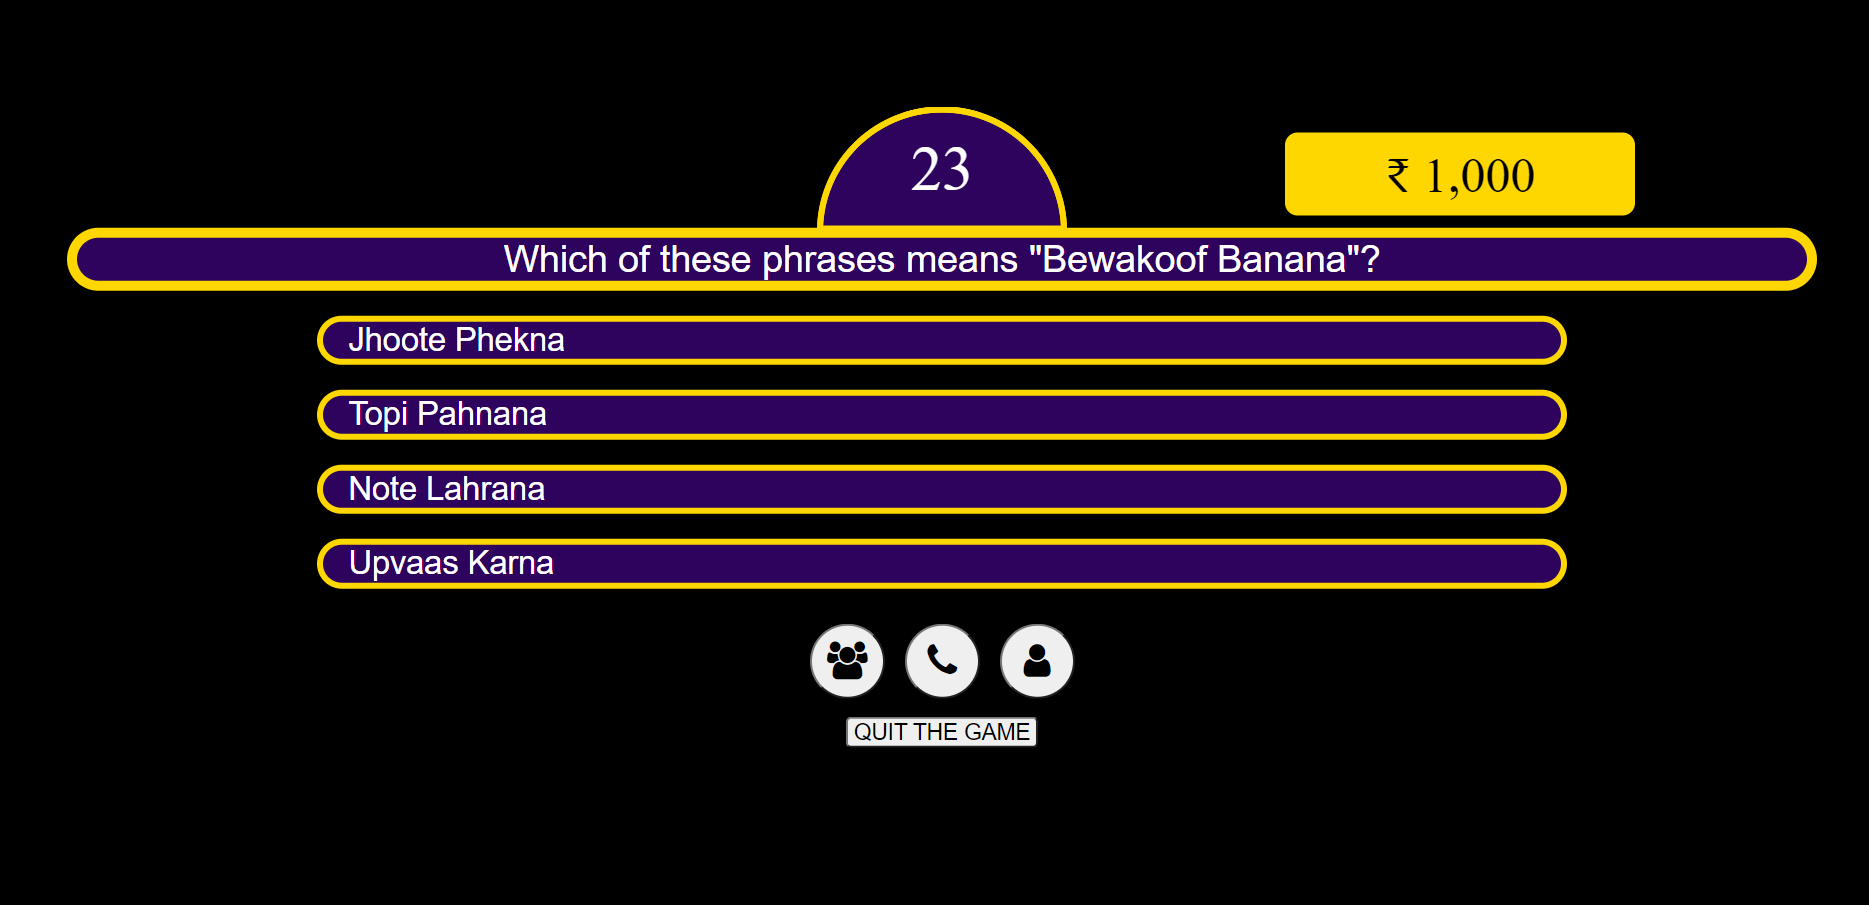 23
₹ 1,000
Which of these phrases means "Bewakoof Banana"?
Jhoote Phekna
Topi Pahnana
Note Lahrana
Upvaas Karna
QUIT THE GAME